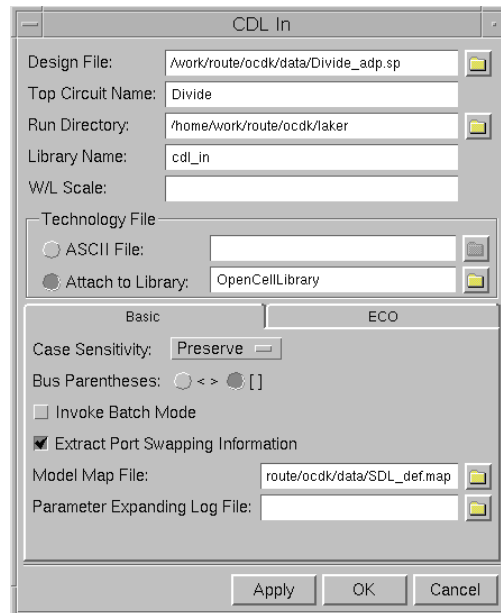 CDL In
Design File: /work/route/ocdk/data/Divide_adp.sp
Top Circuit Name: Divide
Run Directory: /home/work/route/ocdk/laker
Library Name: cdl_in
W/L Scale:
Technology File
ASCII File:
Attach to Library: OpenCellLibrary
Basic ECO
Case Sensitivity: Preserve
Bus Parentheses: < > [ ]
Invoke Batch Mode
Extract Port Swapping Information
Model Map File: route/ocdk/data/SDL_def.map
Parameter Expanding Log File:
Apply OK Cancel